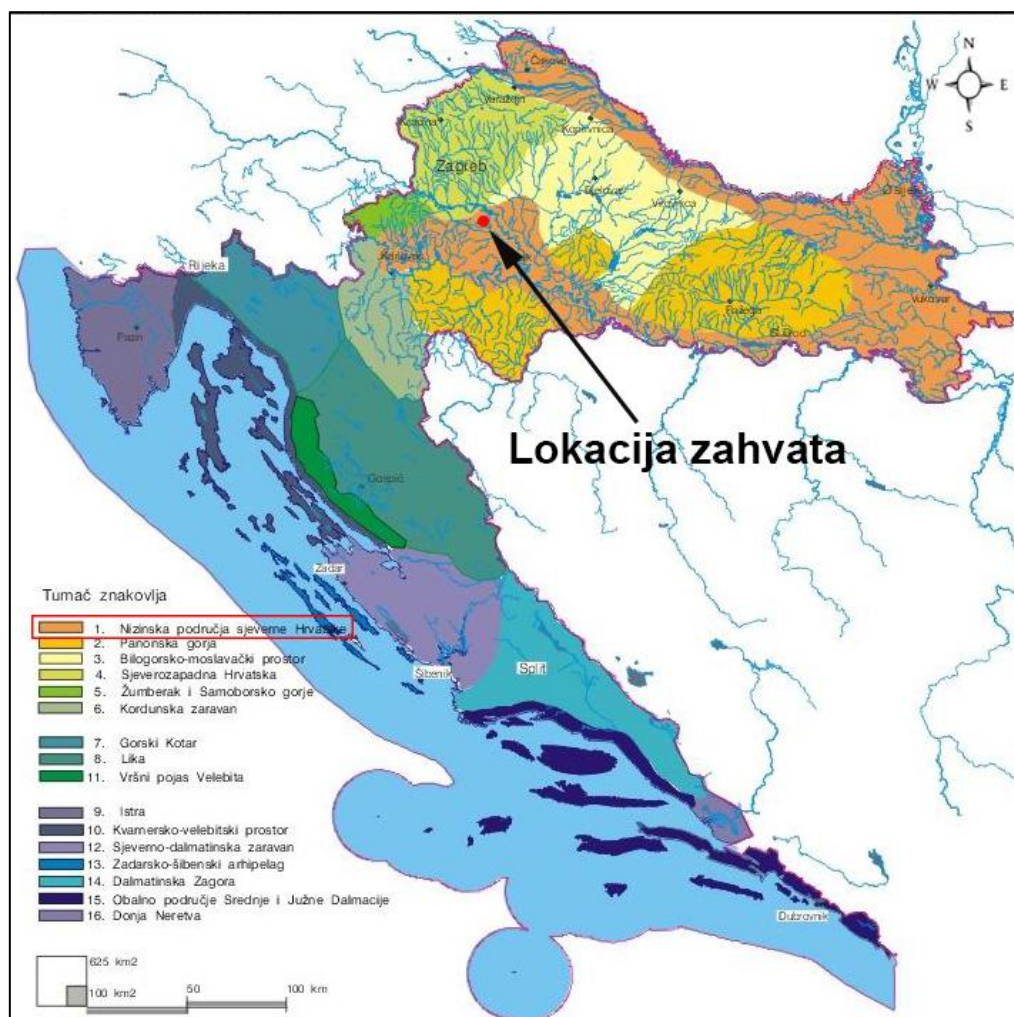 N
W E
S
Čakovec
Varaždin
Krapina
Koprivnica
Zagreb
Bjelovar
Virovitica
Osijek
Karlovac
Rijeka
Vukovar
Požega
Sl.Brod
Pazin
Lokacija zahvata
Gospić
Zadar
Tumač znakovlja
1. Nizinska područja sjeverne Hrvatske
2. Panonska gorja
3. Bilogorsko-moslavački prostor
4. Sjeverozapadna Hrvatska
5. Žumberak i Samoborsko gorje
6. Kordunska zaravan
Šibenik
Split
7. Gorski Kotar
8. Lika
11. Vršni pojas Velebita
9. Istra
10. Kvarnersko-velebitski prostor
12. Sjeverno-dalmatinska zaravan
13. Zadarsko-šibenski arhipelag
14. Dalmatinska Zagora
15. Obalno područje Srednje i Južne Dalmacije
16. Donja Neretva
Dubrovnik
625 km2
100 km2 50 100 km